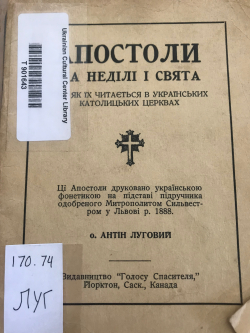 Ukrainian Cultural Center Library
T 901643
АПОСТОЛИ
НА НЕДІЛІ І СВЯТА
ЯК ЇХ ЧИТАЄТЬСЯ В УКРАЇНСЬКИХ
КАТОЛИЦЬКИХ ЦЕРКВАХ
Ці Апостоли друковано українською
фонетикою на підставі підручника
одобреного Митрополитом Сильвест-
ром у Львові р. 1888.
о. АНТІН ЛУГОВИЙ
170.74
ЛУГ
Видавництво "Голосу Спасителя",
Йорктон, Саск., Канада